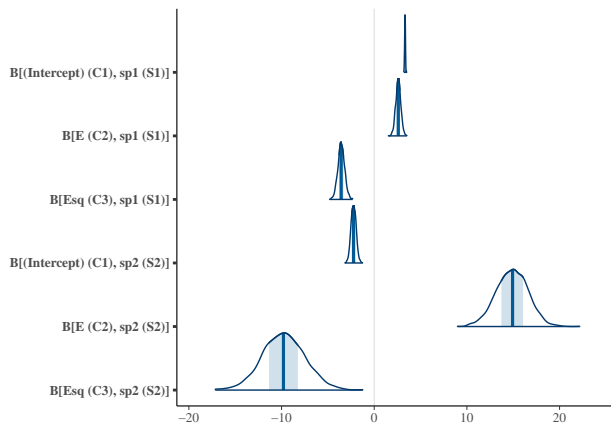 B[(Intercept) (C1), sp1 (S1)]
B[E (C2), sp1 (S1)]
B[Esq (C3), sp1 (S1)]
B[(Intercept) (C1), sp2 (S2)]
B[E (C2), sp2 (S2)]
B[Esq (C3), sp2 (S2)]
−20 −10 0 10 20